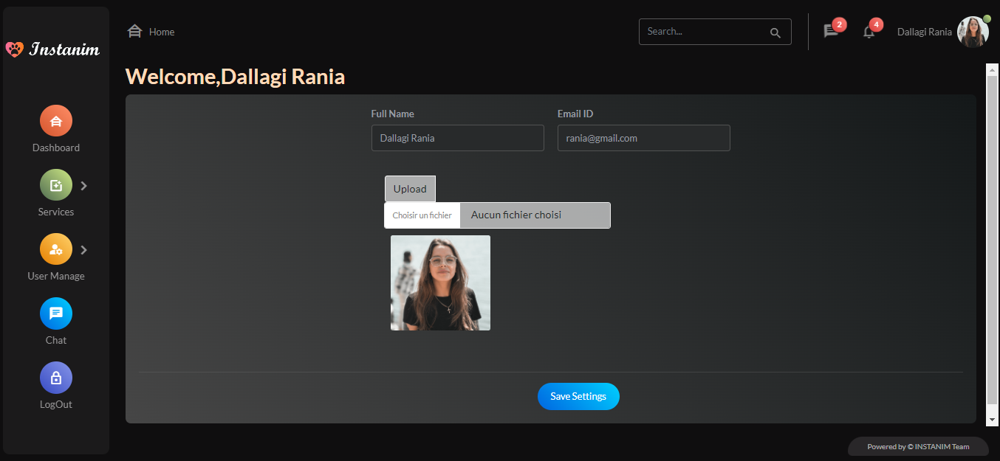 Instanim
Home
Search...
2
4
Dallagi Rania
Welcome,Dallagi Rania
Dashboard
Services
User Manage
Chat
LogOut
Full Name
Email ID
Dallagi Rania
rania@gmail.com
Upload
Choisir un fichier
Aucun fichier choisi
Save Settings
Powered by © INSTANIM Team